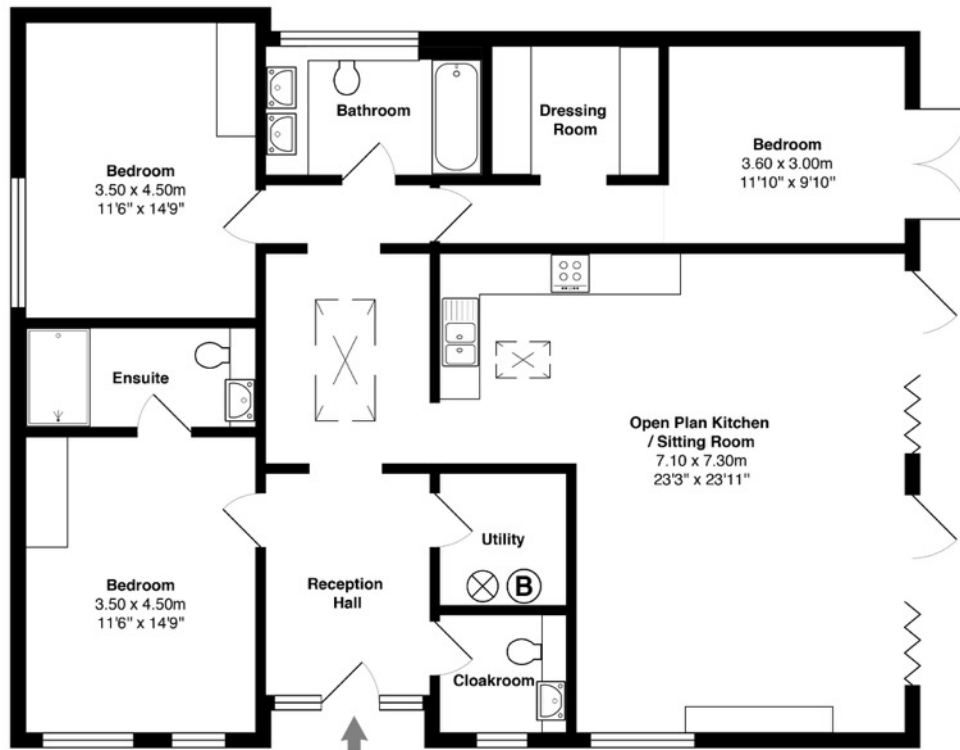 Bedroom
3.50 x 4.50m
11'6" x 14'9"
Bathroom
Dressing
Room
Bedroom
3.60 x 3.00m
11'10" x 9'10"
Ensuite
Open Plan Kitchen
/ Sitting Room
7.10 x 7.30m
23'3" x 23'11"
Bedroom
3.50 x 4.50m
11'6" x 14'9"
Reception
Hall
Utility
B
Cloakroom